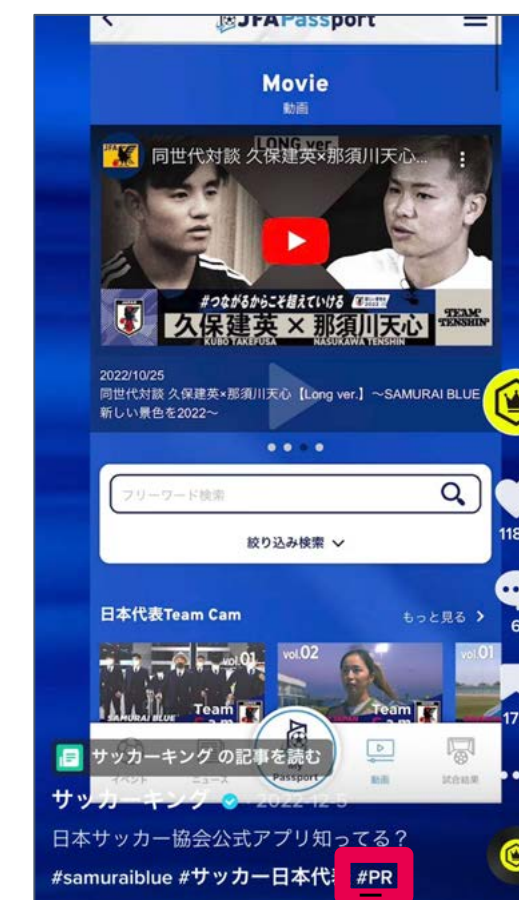 JFAPassport
Movie
動画
同世代対談 久保建英×那須川天心...
LONG ver.
#つながるからこそ超えていける
久保建英×那須川天心
KUBO TAKEFUSA NASUKAWA TENSHIN
TEAM TENSHIN
2022/10/25
同世代対談 久保建英×那須川天心【Long ver.】〜SAMURAI BLUE
新しい景色を2022〜
フリーワード検索
絞り込み検索
118
6
日本代表Team Cam
もっと見る
vol.01
vol.02
vol.01
SAMURAI BLUE
Team
Team
17
サッカーキング の記事を読む
イベント ニュース My Passport 動画 試合結果
サッカーキング 2022-12-5
日本サッカー協会公式アプリ知ってる？
#samuraiblue #サッカー日本代表 #PR